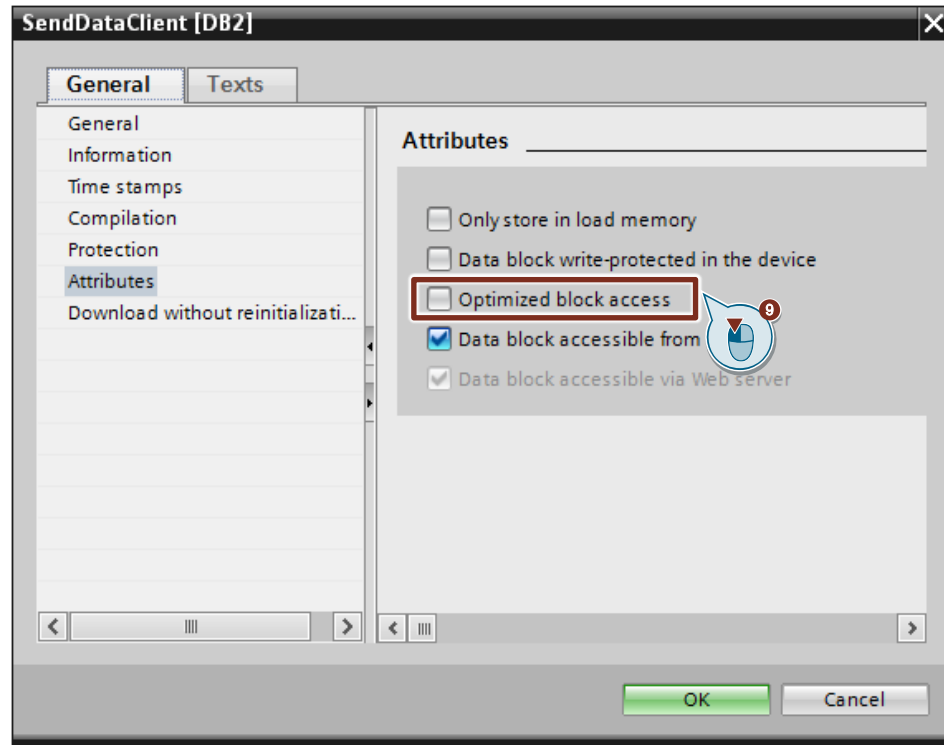 SendDataClient [DB2]
General Texts
General
Information
Time stamps
Compilation
Protection
Attributes
Download without reinitializati...
Attributes
Only store in load memory
Data block write-protected in the device
Optimized block access
9
Data block accessible from
Data block accessible via Web server
OK Cancel